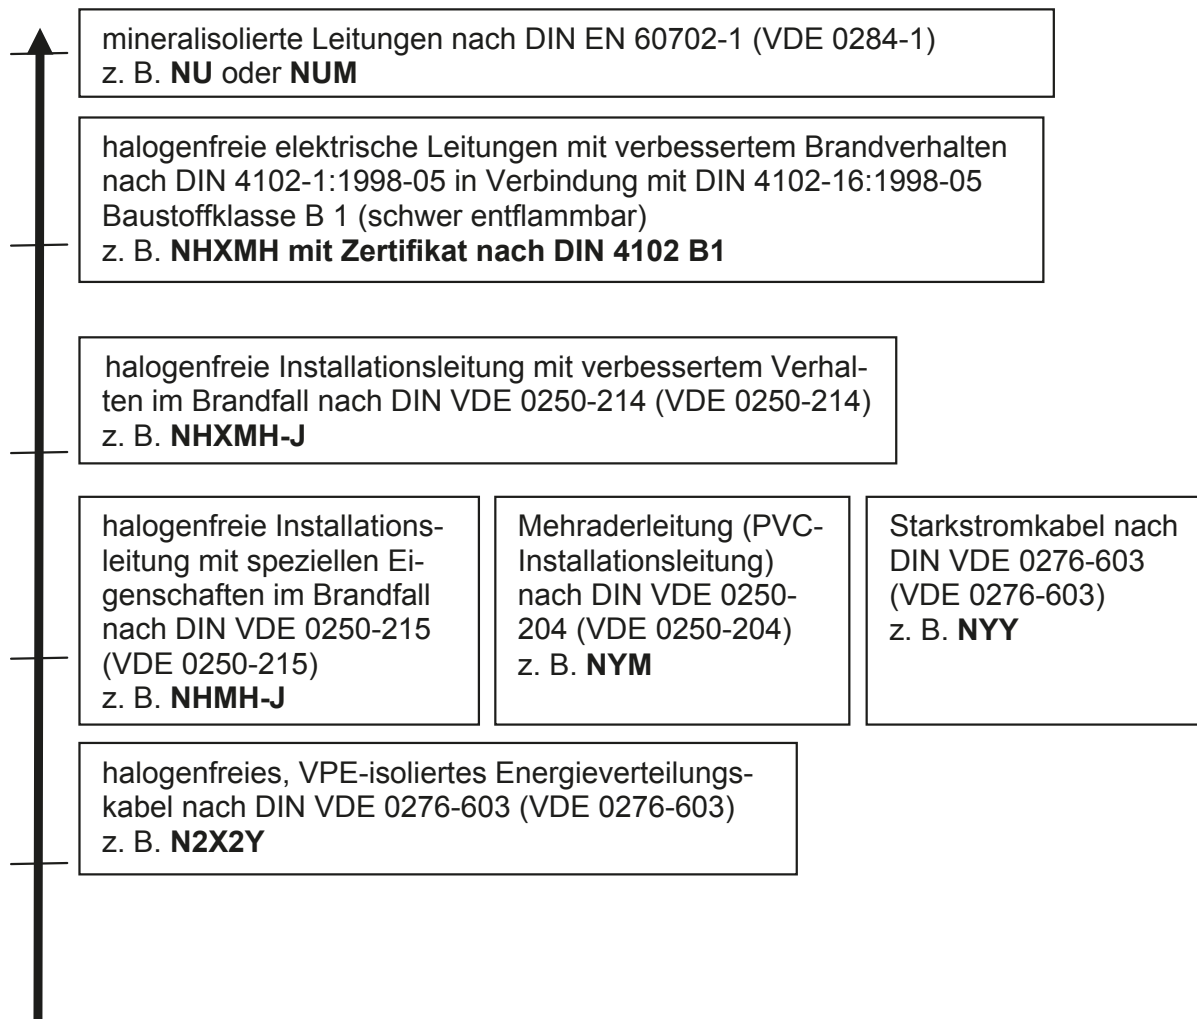 mineralisolierte Leitungen nach DIN EN 60702-1 (VDE 0284-1)
z. B. NU oder NUM
halogenfreie elektrische Leitungen mit verbessertem Brandverhalten
nach DIN 4102-1:1998-05 in Verbindung mit DIN 4102-16:1998-05
Baustoffklasse B 1 (schwer entflammbar)
z. B. NHXMH mit Zertifikat nach DIN 4102 B1
halogenfreie Installationsleitung mit verbessertem Verhal-
ten im Brandfall nach DIN VDE 0250-214 (VDE 0250-214)
z. B. NHXMH-J
halogenfreie Installations-
leitung mit speziellen Ei-
genschaften im Brandfall
nach DIN VDE 0250-215
(VDE 0250-215)
z. B. NHMH-J
Mehraderleitung (PVC-
Installationsleitung)
nach DIN VDE 0250-
204 (VDE 0250-204)
z. B. NYM
Starkstromkabel nach
DIN VDE 0276-603
(VDE 0276-603)
z. B. NYY
halogenfreies, VPE-isoliertes Energieverteilungs-
kabel nach DIN VDE 0276-603 (VDE 0276-603)
z. B. N2X2Y